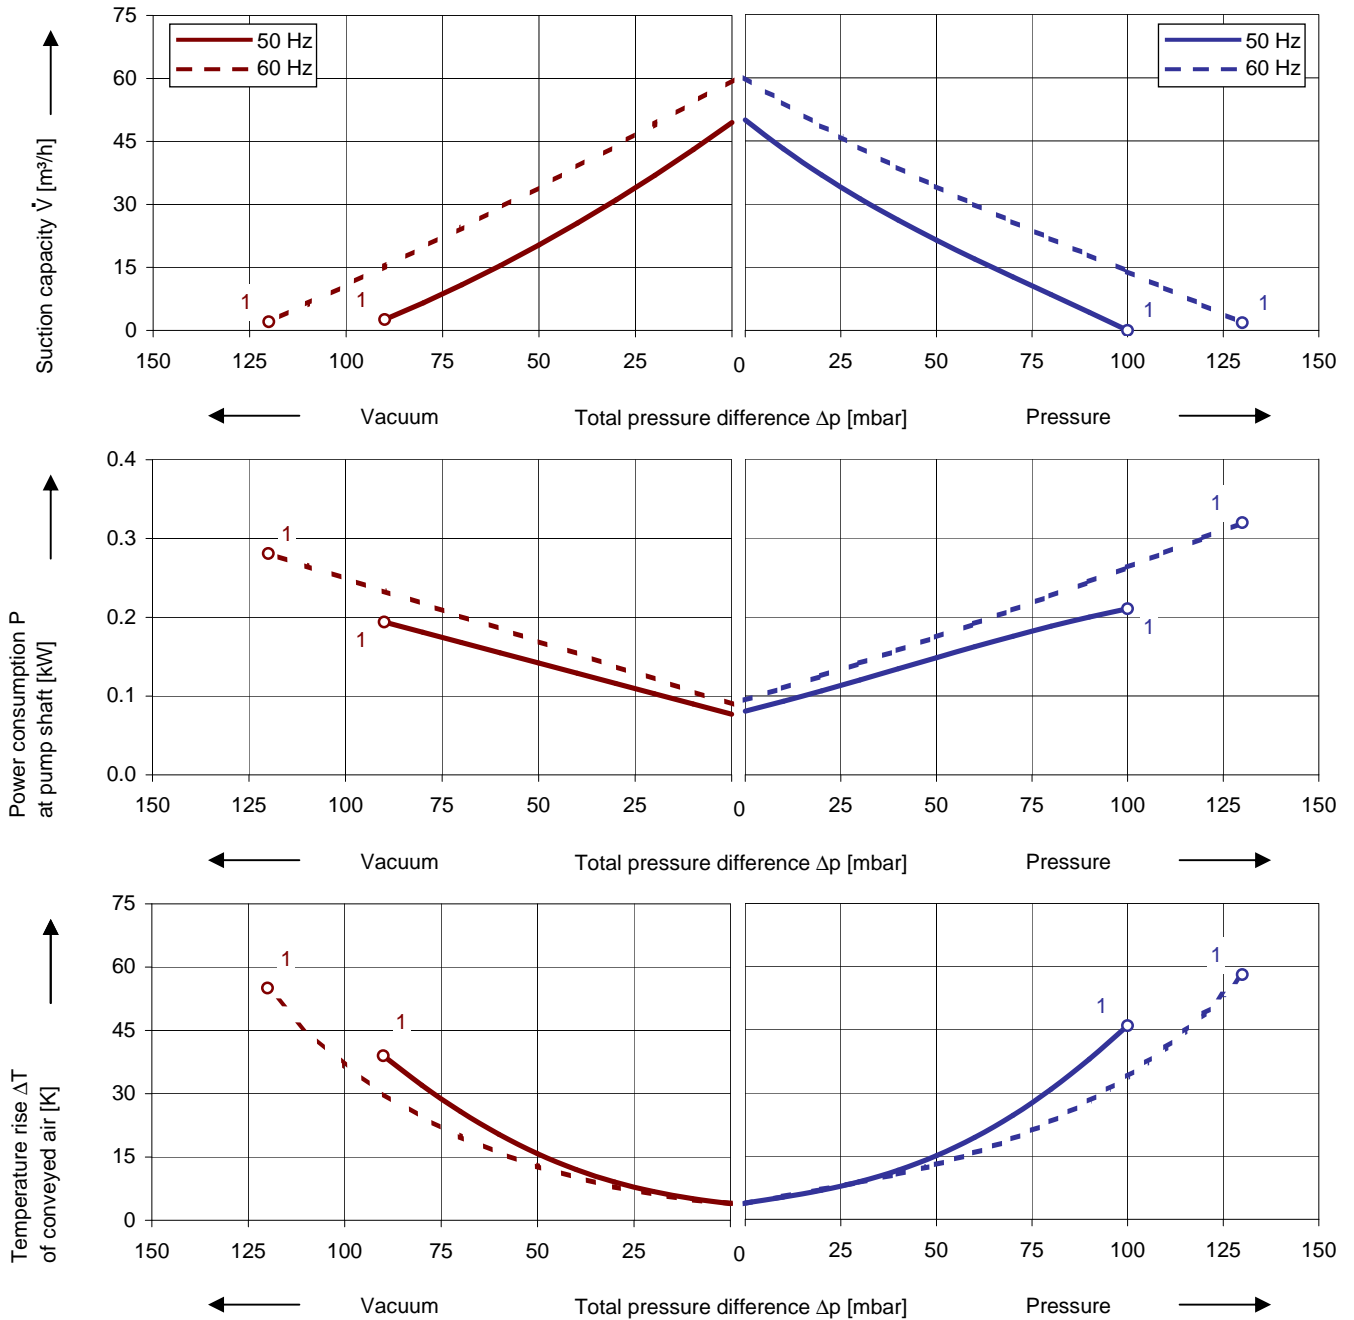 75
60
45
30
15
0
Suction capacity V̇ [m³/h]
50 Hz
60 Hz
50 Hz
60 Hz
1
1
1
1
150 125 100 75 50 25 0 25 50 75 100 125 150
Vacuum Total pressure difference Δp [mbar] Pressure
0.4
0.3
0.2
0.1
0.0
Power consumption P
at pump shaft [kW]
1
1
1
1
150 125 100 75 50 25 0 25 50 75 100 125 150
Vacuum Total pressure difference Δp [mbar] Pressure
75
60
45
30
15
0
Temperature rise ΔT
of conveyed air [K]
1
1
1
1
150 125 100 75 50 25 0 25 50 75 100 125 150
Vacuum Total pressure difference Δp [mbar] Pressure